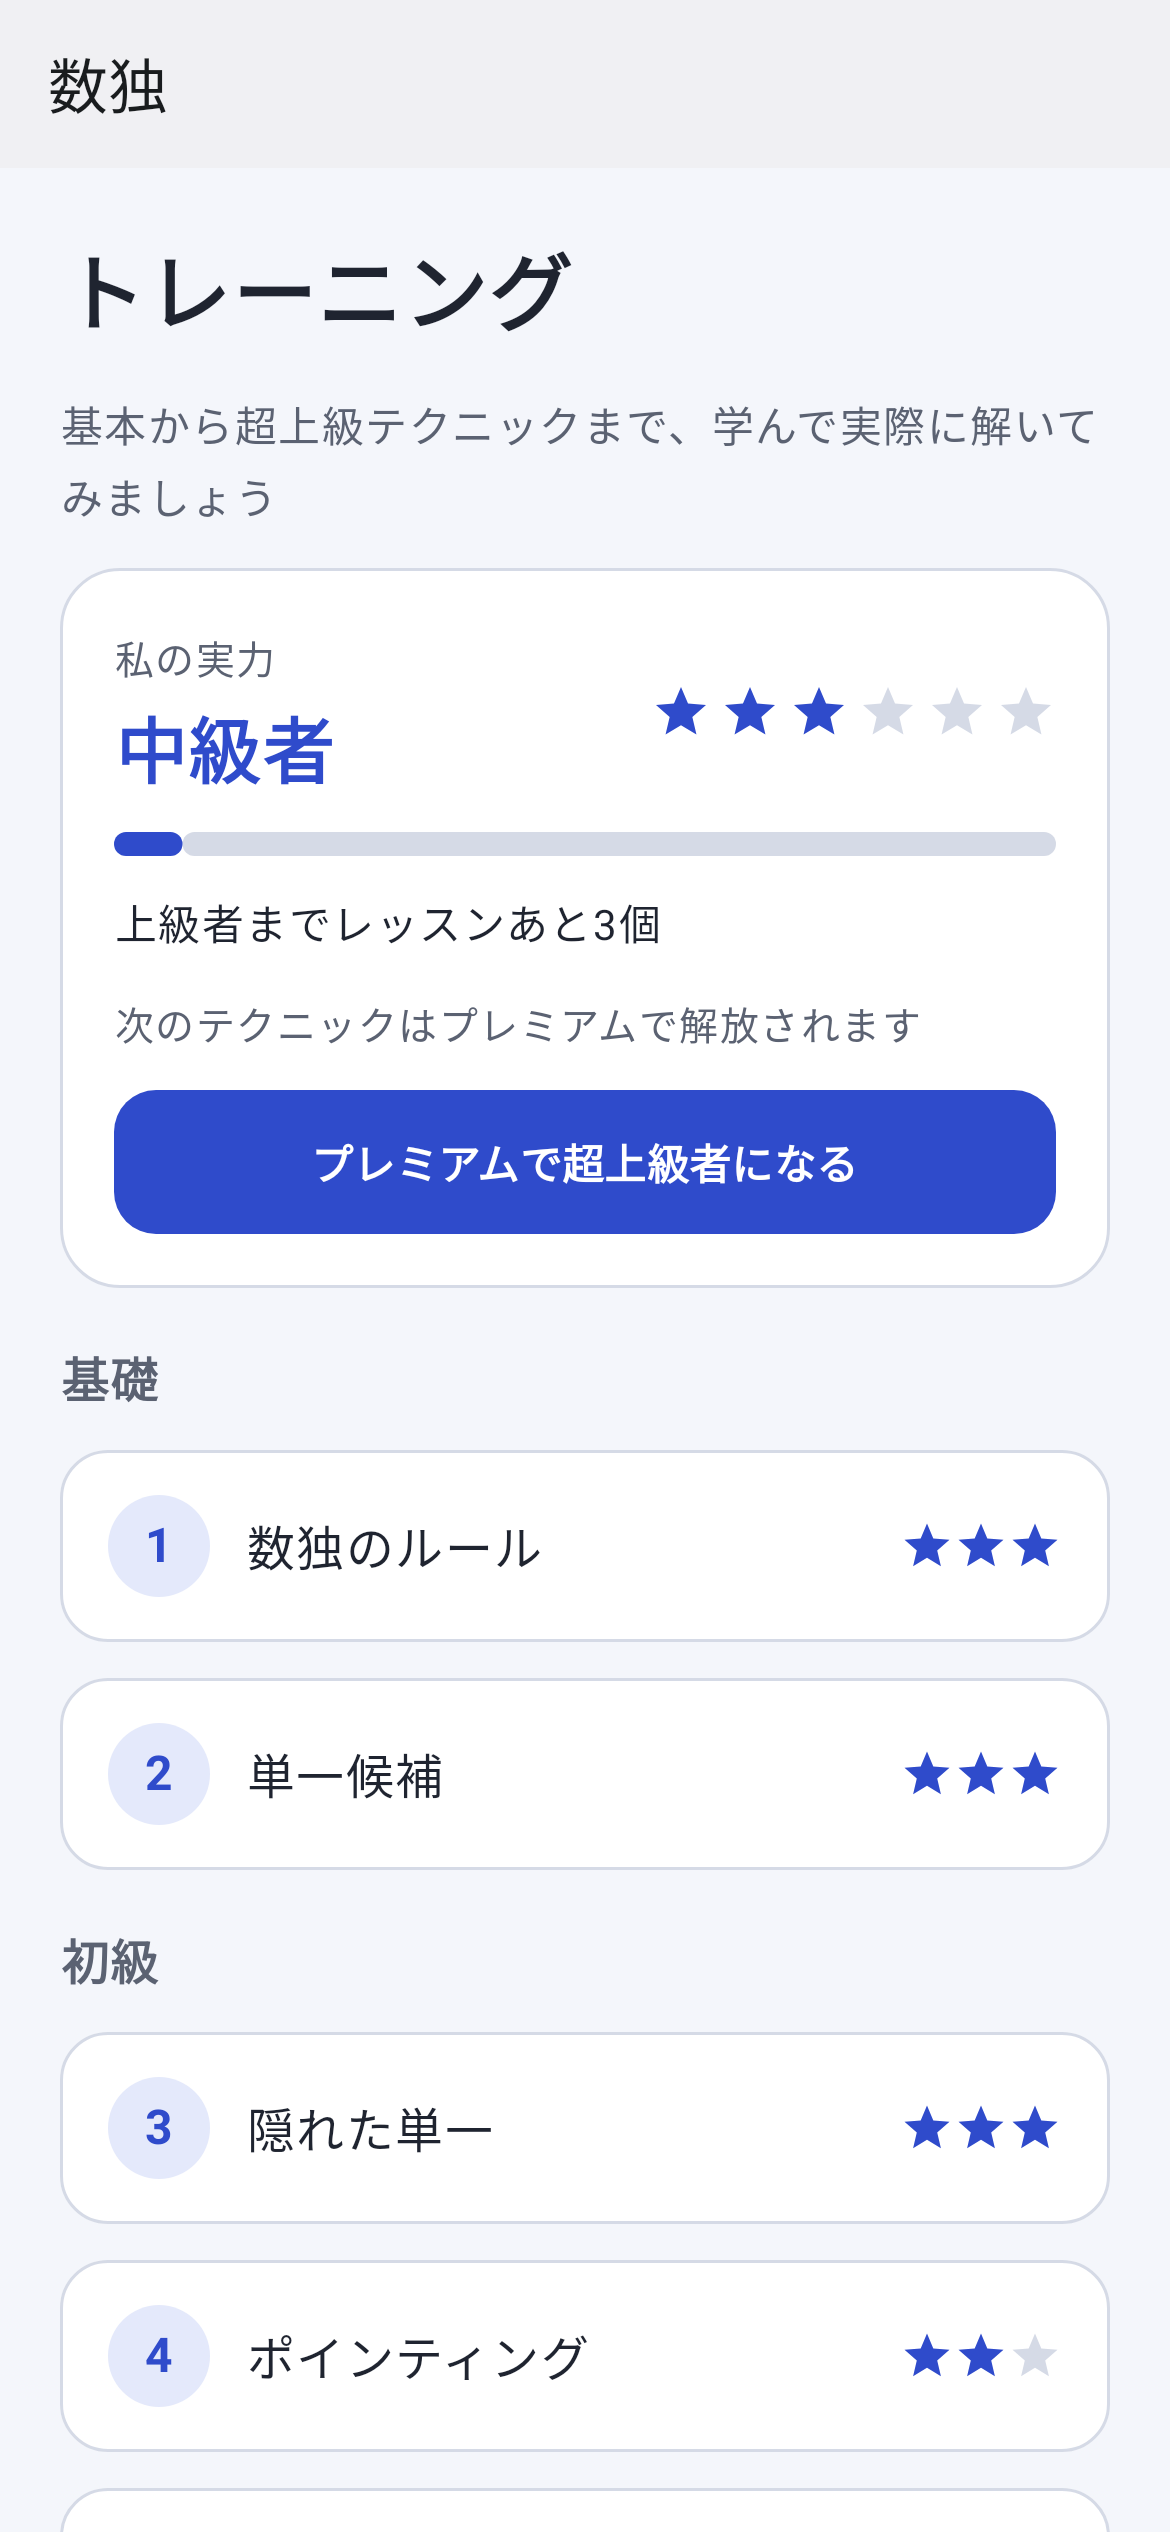 数独
トレーニング
基本から超上級テクニックまで、学んで実際に解いて
みましょう
私の実力
中級者
上級者までレッスンあと3個
次のテクニックはプレミアムで解放されます
プレミアムで超上級者になる
基礎
1 数独のルール
2 単一候補
初級
3 隠れた単一
4 ポインティング